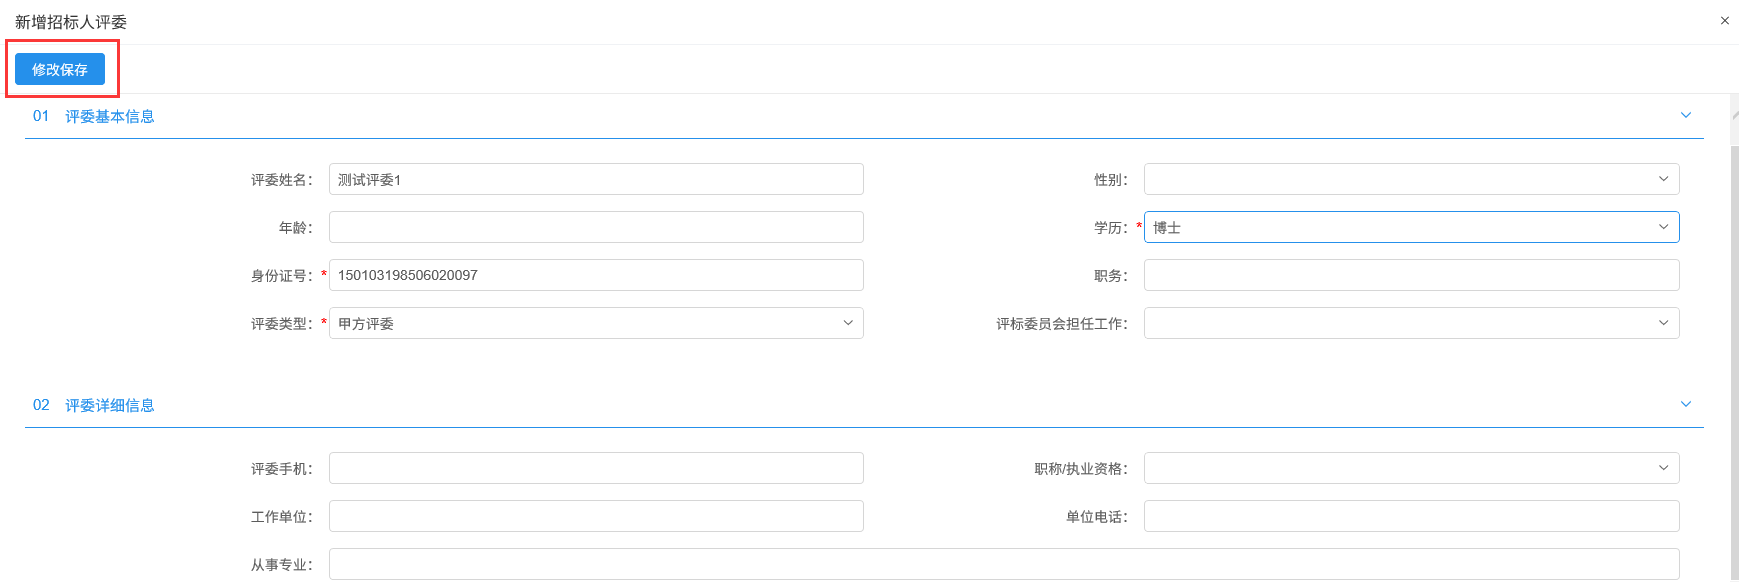 新增招标人评委 ×
修改保存
01 评委基本信息
评委姓名： 测试评委1 性别：
年龄： 学历：* 博士
身份证号：* 150103198506020097 职务：
评委类型：* 甲方评委 评标委员会担任工作：
02 评委详细信息
评委手机： 职称/执业资格：
工作单位： 单位电话：
从事专业：